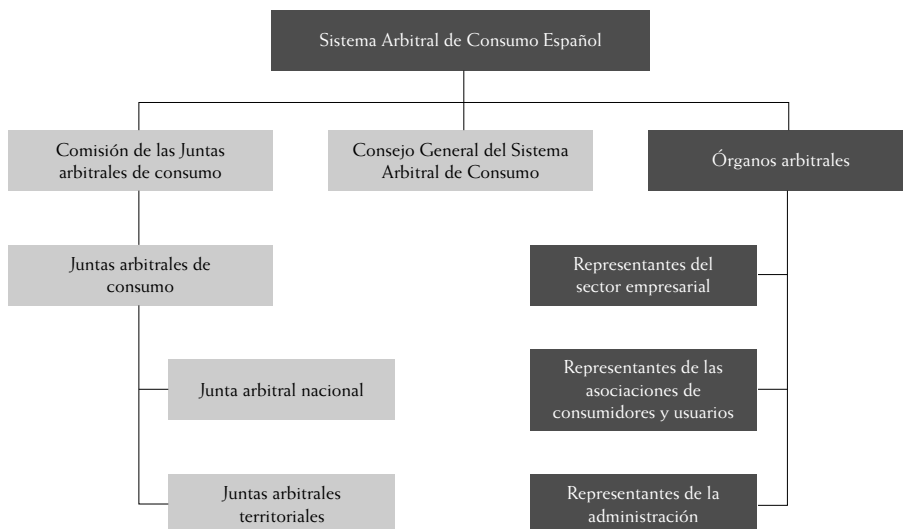 Sistema Arbitral de Consumo Español
Comisión de las Juntas
arbitrales de consumo
Consejo General del Sistema
Arbitral de Consumo
Órganos arbitrales
Juntas arbitrales de
consumo
Representantes del
sector empresarial
Junta arbitral nacional
Representantes de las
asociaciones de
consumidores y usuarios
Juntas arbitrales
territoriales
Representantes de la
administración